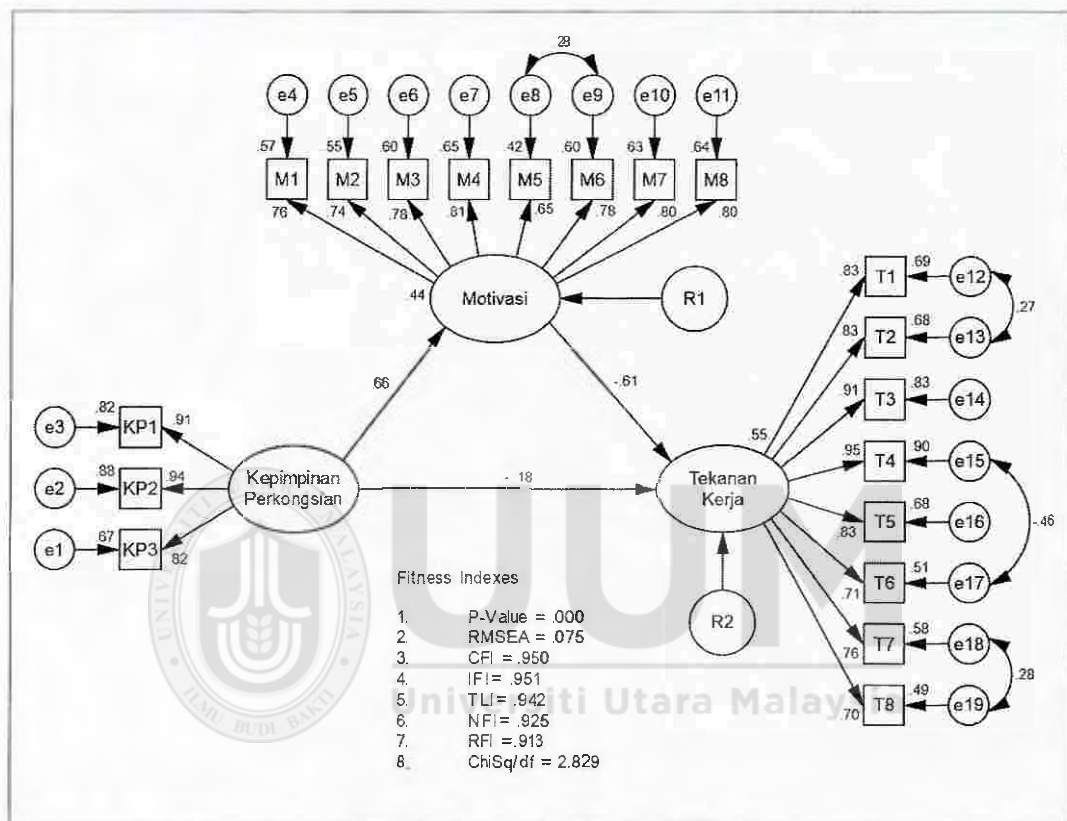 28
e4 e5 e6 e7 e8 e9 e10 e11
.57 .55 .60 .65 .42 .60 63 .64
M1 M2 M3 M4 M5 M6 M7 M8
76 .74 .78 .81 .65 .78 .80 .80
.44 Motivasi
R1
66
-.61
.83 T1 .69 e12
.27
.83 T2 .68 e13
.91 T3 .83 e14
.55
.95 T4 .90 e15
Tekanan
Kerja
.83 T5 .68 e16
-.46
.71 T6 .51 e17
76 T7 .58 e18
.28
.70 T8 .49 e19
R2
e3 .82 KP1 .91
e2 .88 KP2 .94
e1 .67 KP3 .82
Kepimpinan
Perkongsian
- 18
Fitness Indexes
1. P-Value = .000
2. RMSEA = .075
3. CFI = .950
4. IFI = .951
5. TLI = .942
6. NFI = .925
7. RFI = .913
8. ChiSq/df = 2.829
UUM
Universiti Utara Malaysia
UNIVERSITI UTARA MALAYSIA
ILMU BUDI BAKTI